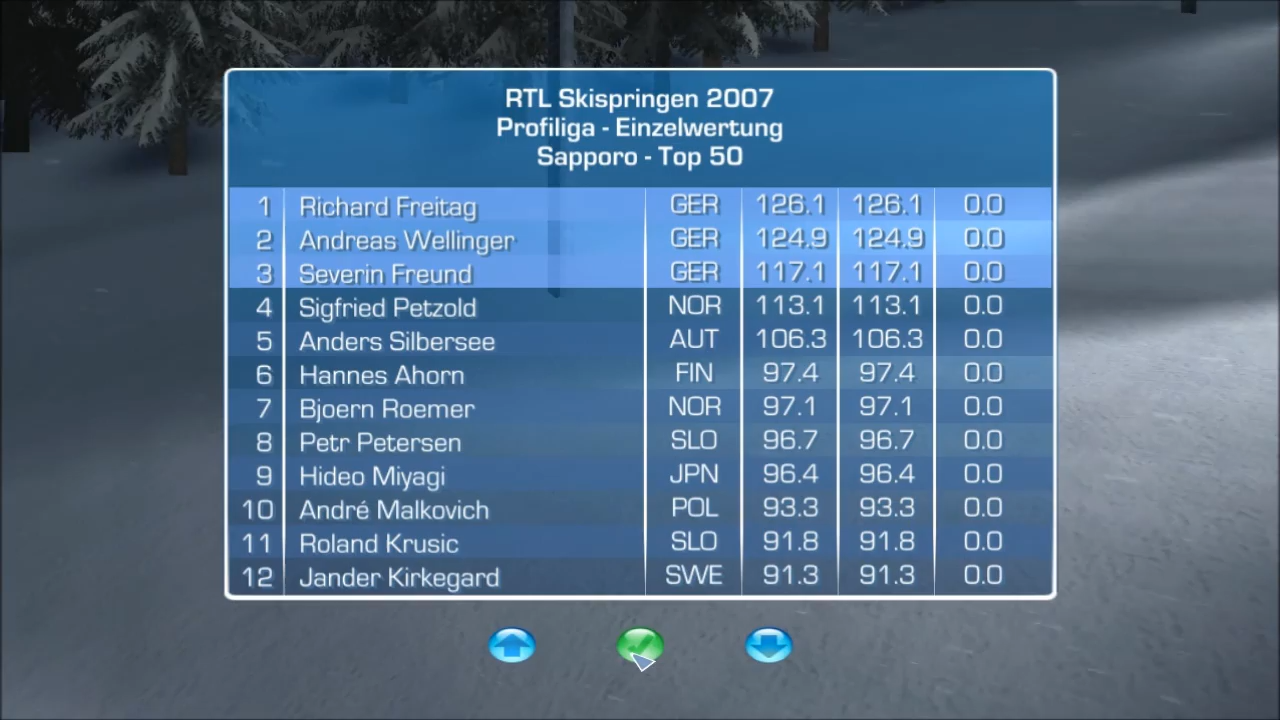 RTL Skispringen 2007
Profiliga - Einzelwertung
Sapporo - Top 50
1 Richard Freitag GER 126.1 126.1 0.0
2 Andreas Wellinger GER 124.9 124.9 0.0
3 Severin Freund GER 117.1 117.1 0.0
4 Sigfried Petzold NOR 113.1 113.1 0.0
5 Anders Silbersee AUT 106.3 106.3 0.0
6 Hannes Ahorn FIN 97.4 97.4 0.0
7 Bjoern Roemer NOR 97.1 97.1 0.0
8 Petr Petersen SLO 96.7 96.7 0.0
9 Hideo Miyagi JPN 96.4 96.4 0.0
10 André Malkovich POL 93.3 93.3 0.0
11 Roland Krusic SLO 91.8 91.8 0.0
12 Jander Kirkegard SWE 91.3 91.3 0.0